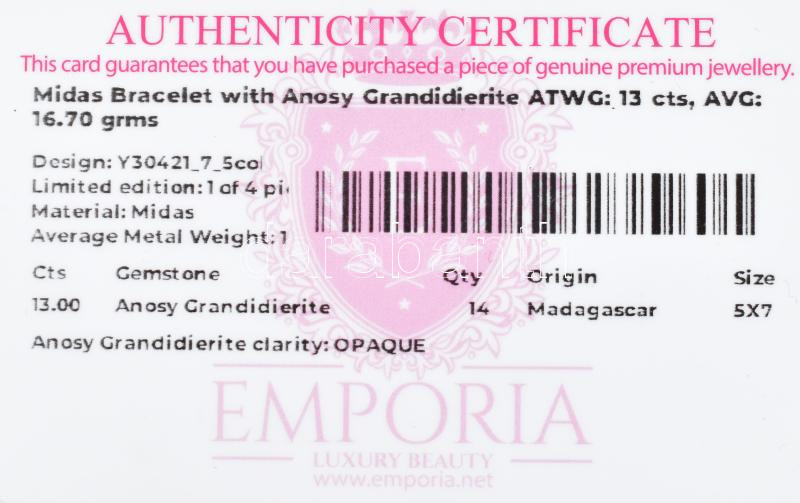 AUTHENTICITY CERTIFICATE
This card guarantees that you have purchased a piece of genuine premium jewellery.
Midas Bracelet with Anosy Grandidierite ATWG: 13 cts, AVG:
16.70 grms
Design: Y30421_7_5col
Limited edition: 1 of 4 pi
Material: Midas
Average Metal Weight: 1
Cts Gemstone Qty Origin Size
13.00 Anosy Grandidierite 14 Madagascar 5X7
Anosy Grandidierite clarity: OPAQUE
EMPORIA
LUXURY BEAUTY
www.emporia.net